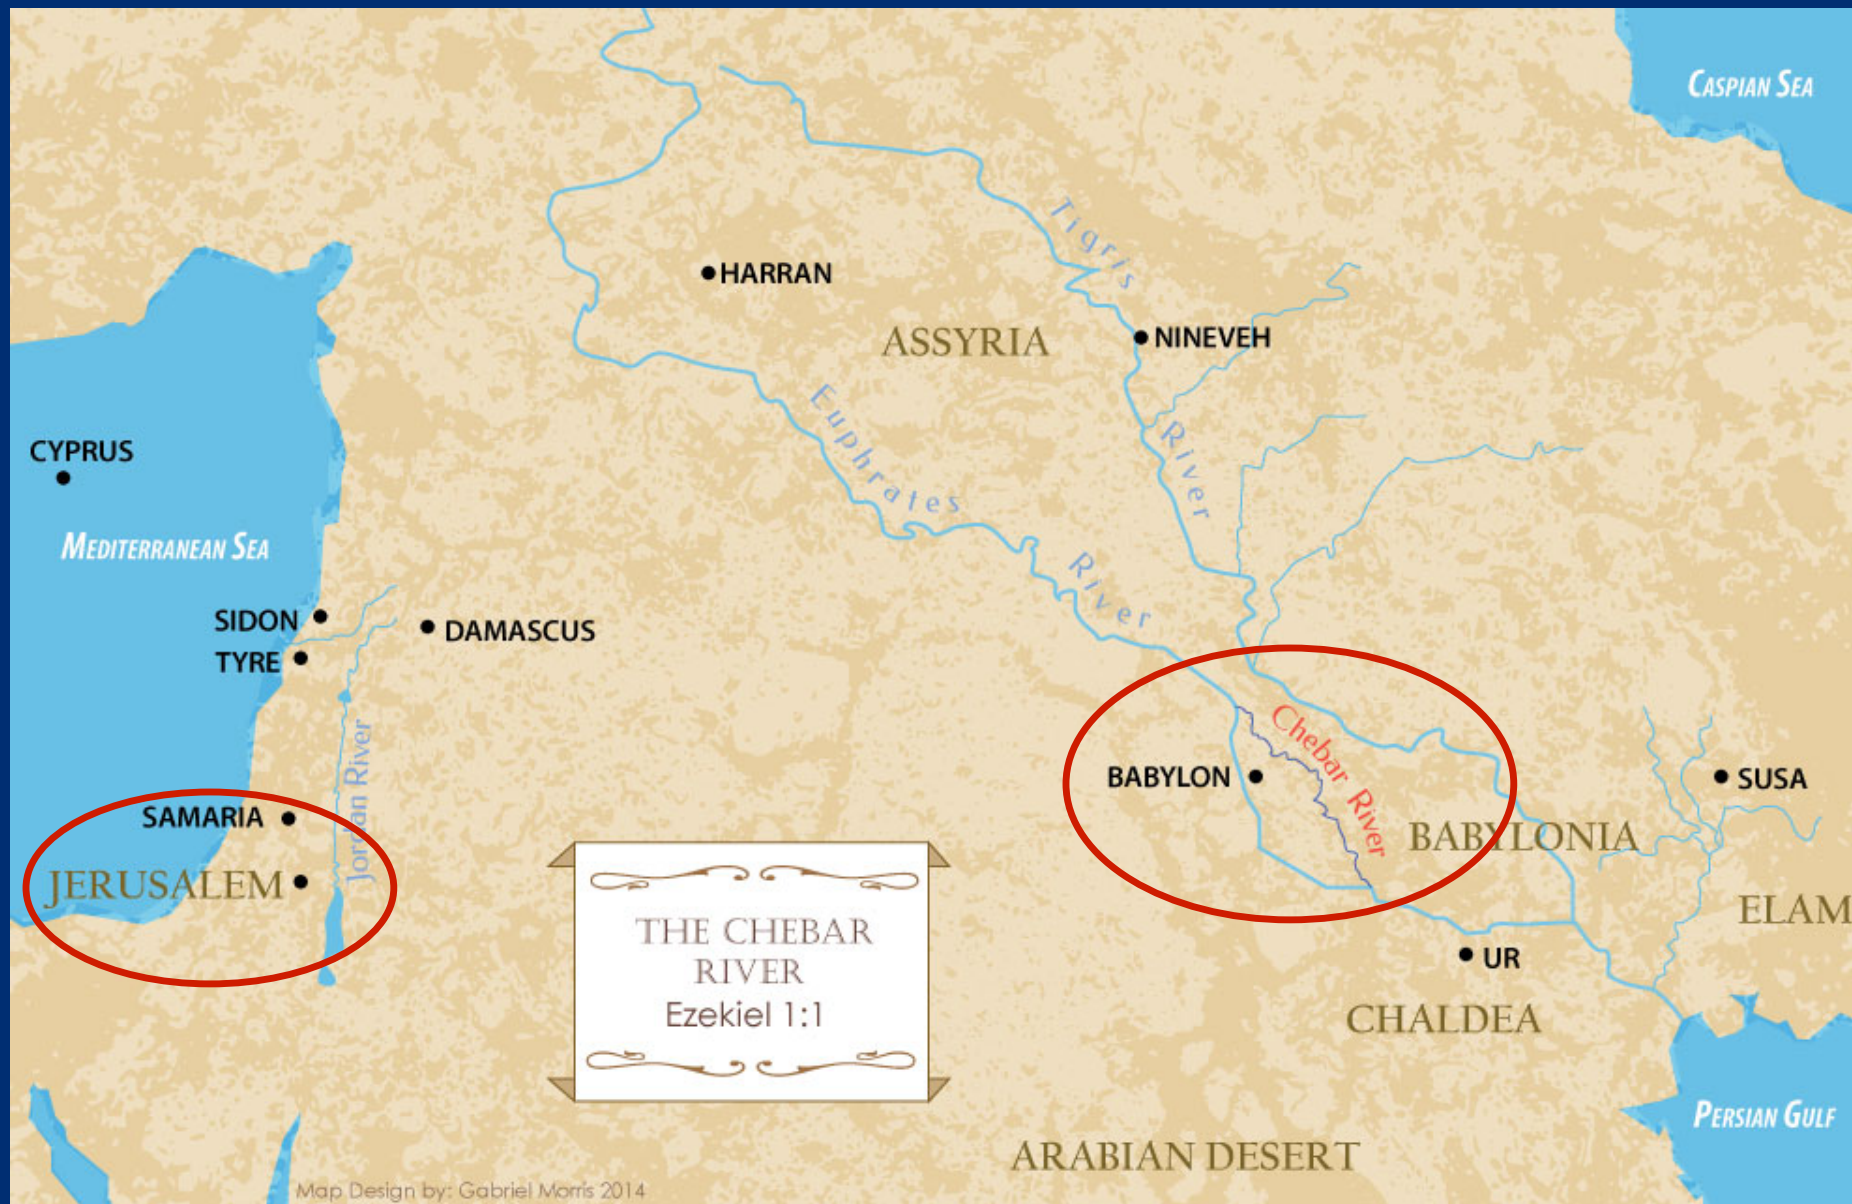 CASPIAN SEA
Tigris
HARRAN
NINEVEH
ASSYRIA
Euphrates
River
CYPRUS
MEDITERRANEAN SEA
River
SIDON
DAMASCUS
TYRE
Chebar River
Jordan River
BABYLON
SUSA
SAMARIA
BABYLONIA
JERUSALEM
ELAM
THE CHEBAR
RIVER
Ezekiel 1:1
UR
CHALDEA
PERSIAN GULF
ARABIAN DESERT
Map Design by: Gabriel Morris 2014